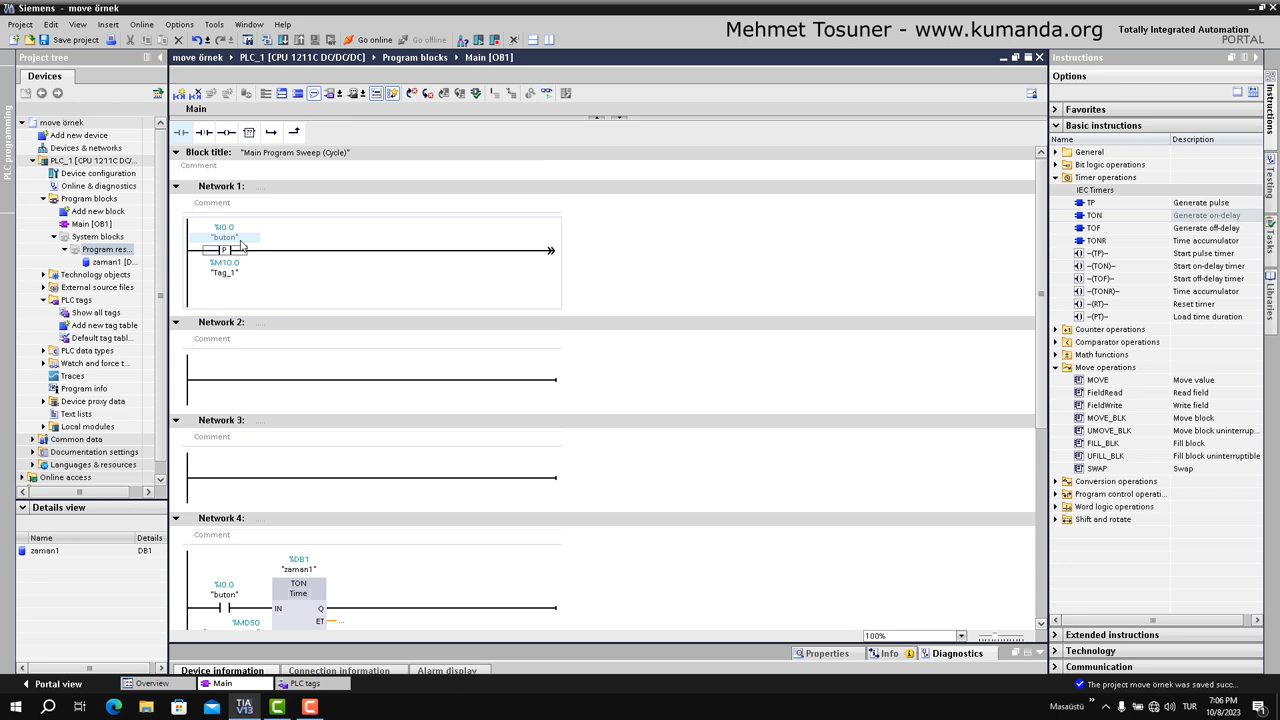 Siemens - move örnek
Project Edit View Insert Online Options Tools Window Help
Mehmet Tosuner - www.kumanda.org
Totally Integrated Automation
PORTAL
Save project
Go online
Go offline
Project tree
move örnek ▸ PLC_1 [CPU 1211C DC/DC/DC] ▸ Program blocks ▸ Main [OB1]
Instructions
Devices
Options
PLC programming
Instructions
Testing
Tasks
Libraries
Main
Favorites
Basic instructions
Name Description
move örnek
Add new device
Devices & networks
PLC_1 [CPU 1211C DC/...
Device configuration
Online & diagnostics
Program blocks
Add new block
Main [OB1]
System blocks
Program res...
zaman1 [D...
Technology objects
External source files
PLC tags
Show all tags
Add new tag table
Default tag tabl...
PLC data types
Watch and force t...
Traces
Program info
Device proxy data
Text lists
Local modules
Common data
Documentation settings
Languages & resources
Online access
Details view
Name Details
zaman1 DB1
Block title: "Main Program Sweep (Cycle)"
Comment
Network 1: .....
Comment
%I0.0
"buton"
P
%M10.0
"Tag_1"
Network 2: .....
Comment
Network 3: .....
Comment
Network 4: .....
Comment
%DB1
"zaman1"
%I0.0
"buton"
TON
Time
IN Q
%MD50
ET ...
General
Bit logic operations
Timer operations
IEC Timers
TP Generate pulse
TON Generate on-delay
TOF Generate off-delay
TONR Time accumulator
–(TP)– Start pulse timer
–(TON)– Start on-delay timer
–(TOF)– Start off-delay timer
–(TONR)– Time accumulator
–(RT)– Reset timer
–(PT)– Load time duration
Counter operations
Comparator operations
Math functions
Move operations
MOVE Move value
FieldRead Read field
FieldWrite Write field
MOVE_BLK Move block
UMOVE_BLK Move block uninterrup...
FILL_BLK Fill block
UFILL_BLK Fill block uninterruptible
SWAP Swap
Conversion operations
Program control operati...
Word logic operations
Shift and rotate
Extended instructions
Technology
Communication
100%
Properties Info Diagnostics
Device information Connection information Alarm display
Portal view Overview Main PLC tags
The project move örnek was saved succ...
TIA
V13
Masaüstü
TUR
7:06 PM
10/8/2023